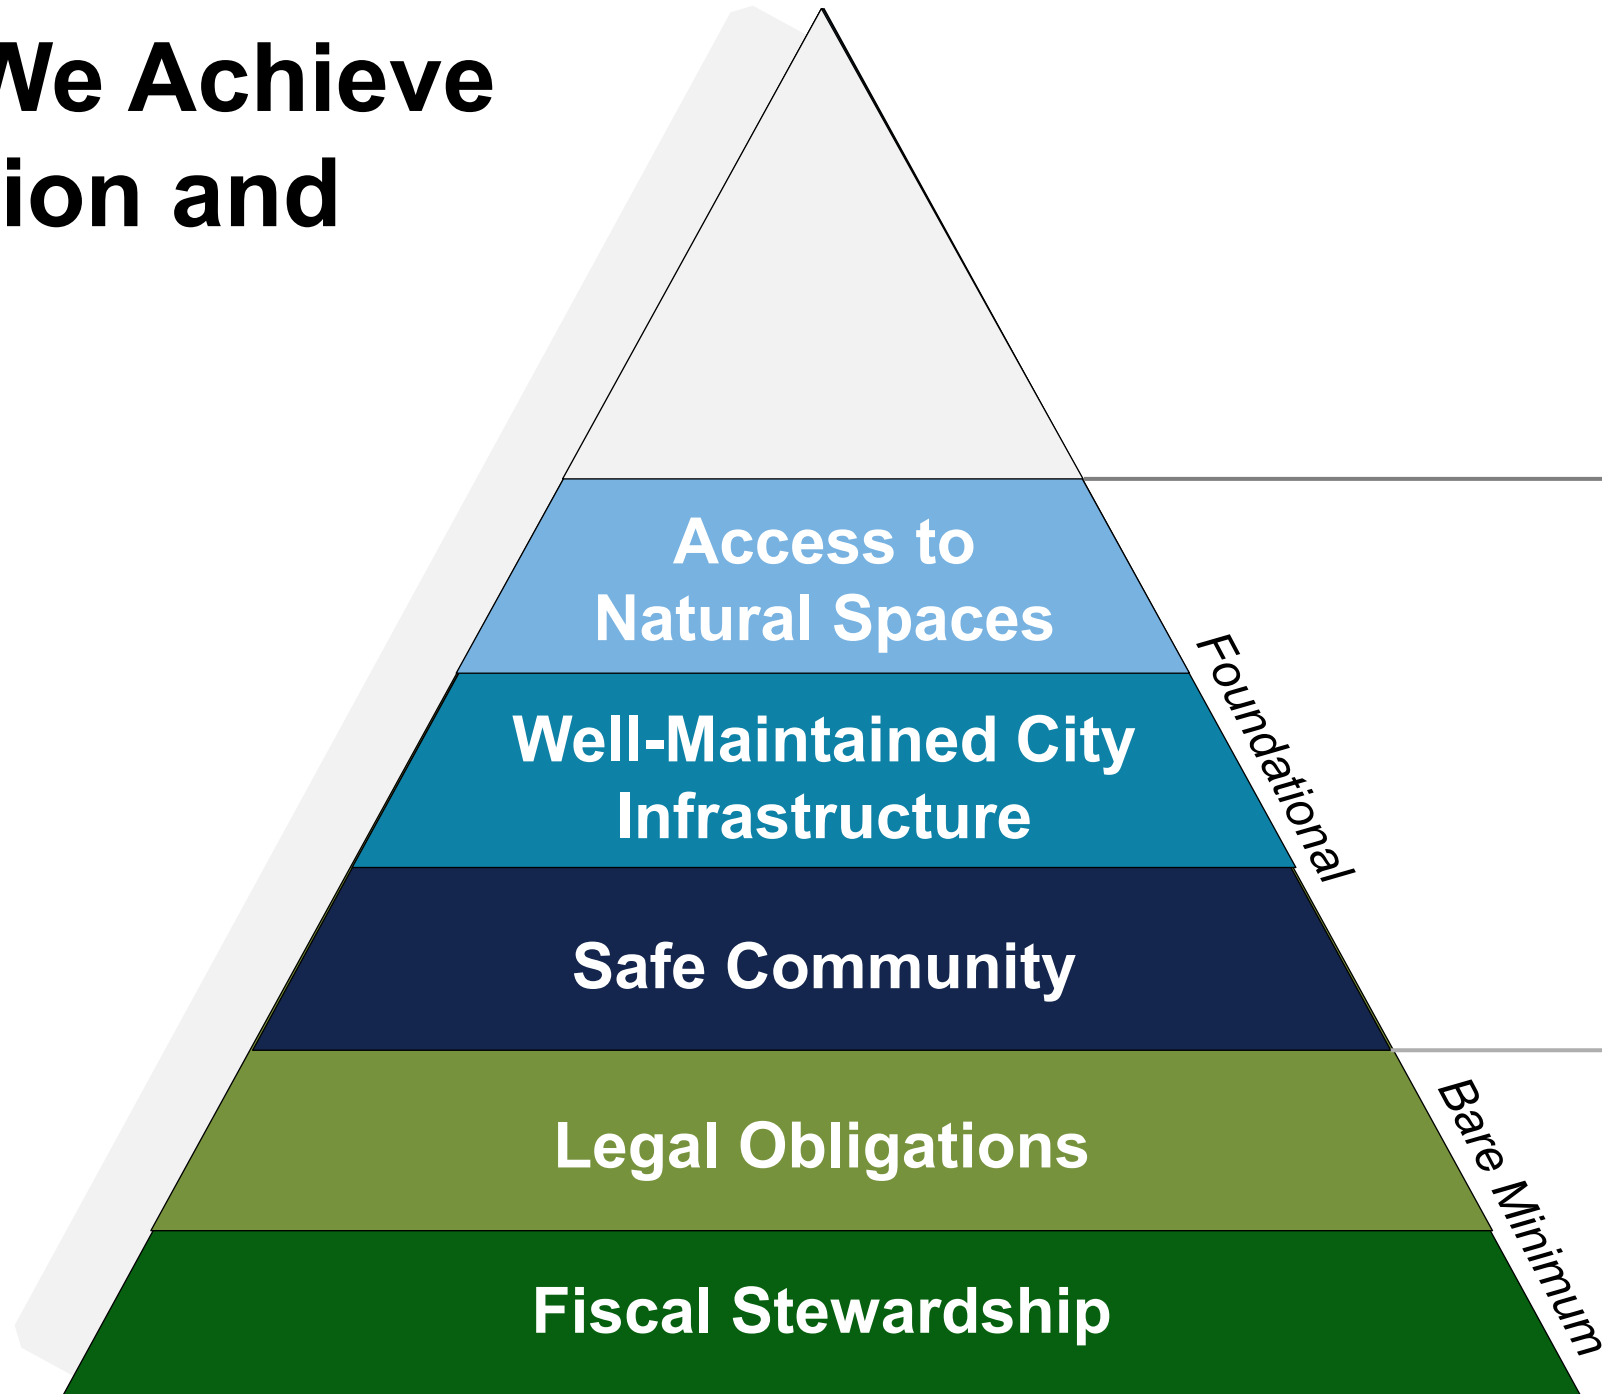 We Achieve
ion and
Access to
Natural Spaces
Well-Maintained City
Infrastructure
Safe Community
Legal Obligations
Fiscal Stewardship
Foundational
Bare Minimum